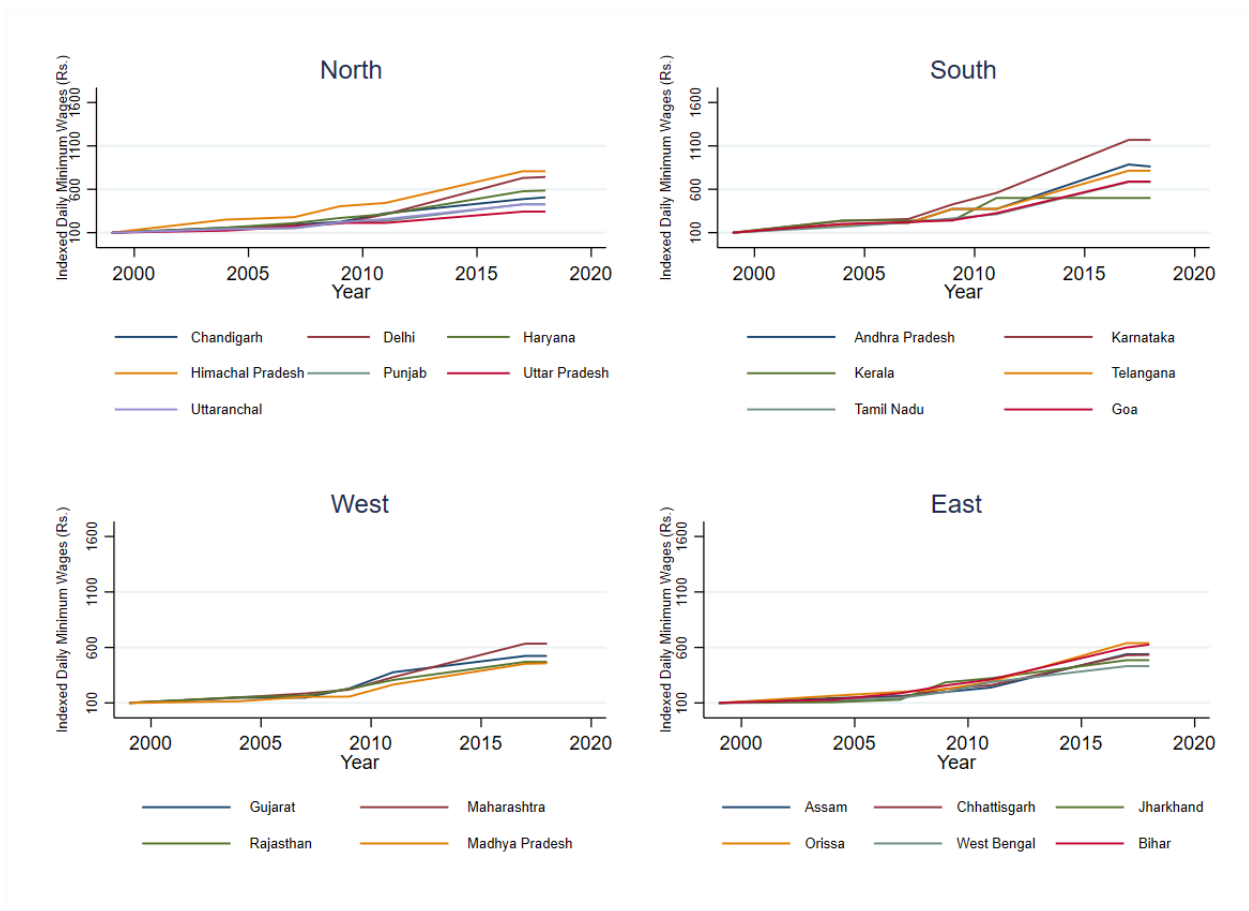 North
Indexed Daily Minimum Wages (Rs.)
1600
1100
600
100
2000 2005 2010 2015 2020
Year
Chandigarh Delhi Haryana
Himachal Pradesh Punjab Uttar Pradesh
Uttaranchal
South
Indexed Daily Minimum Wages (Rs.)
1600
1100
600
100
2000 2005 2010 2015 2020
Year
Andhra Pradesh Karnataka
Kerala Telangana
Tamil Nadu Goa
West
Indexed Daily Minimum Wages (Rs.)
1600
1100
600
100
2000 2005 2010 2015 2020
Year
Gujarat Maharashtra
Rajasthan Madhya Pradesh
East
Indexed Daily Minimum Wages (Rs.)
1600
1100
600
100
2000 2005 2010 2015 2020
Year
Assam Chhattisgarh Jharkhand
Orissa West Bengal Bihar